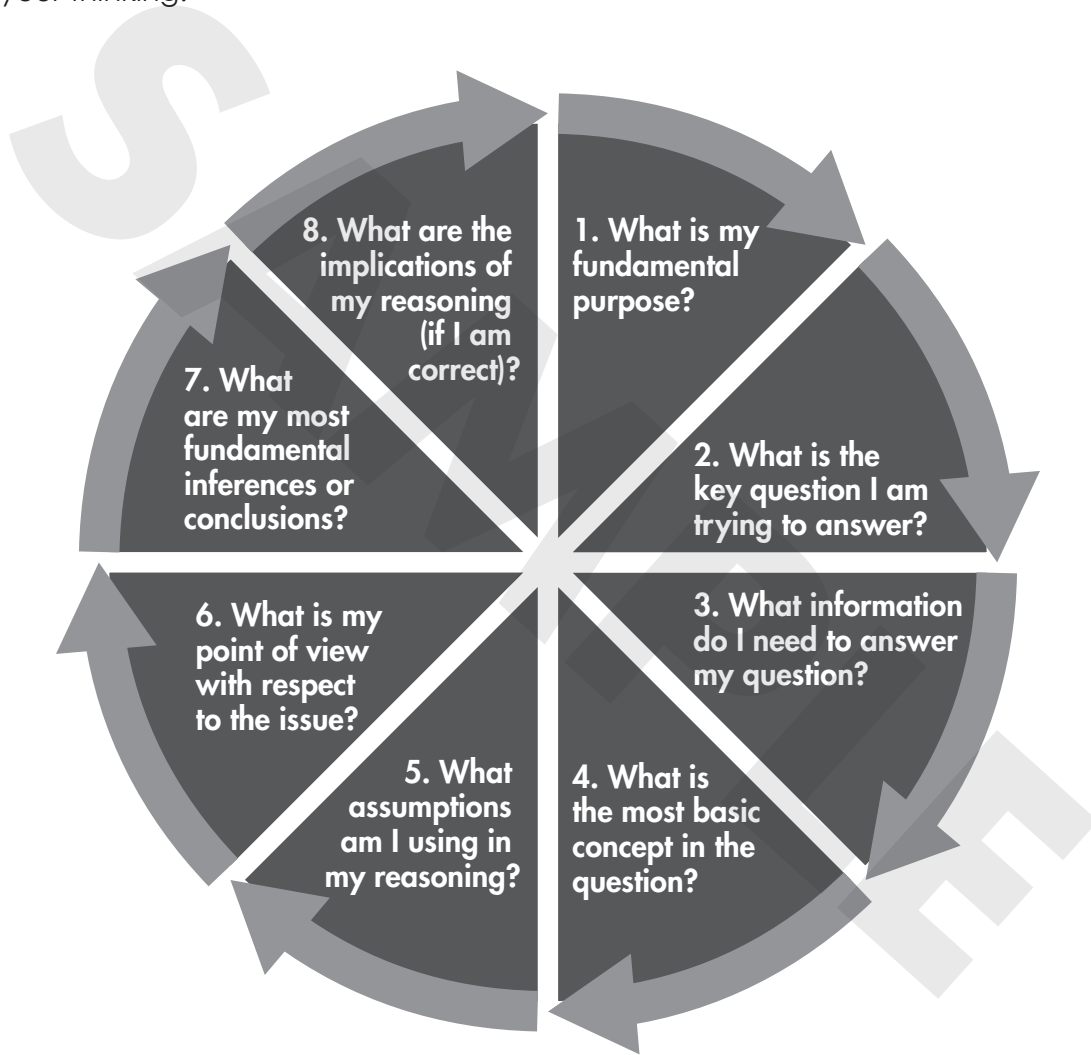 your thinking.
1. What is my
fundamental
purpose?
2. What is the
key question I am
trying to answer?
3. What information
do I need to answer
my question?
4. What is
the most basic
concept in the
question?
5. What
assumptions
am I using in
my reasoning?
6. What is my
point of view
with respect
to the issue?
7. What
are my most
fundamental
inferences or
conclusions?
8. What are the
implications of
my reasoning
(if I am
correct)?
SAMPLE